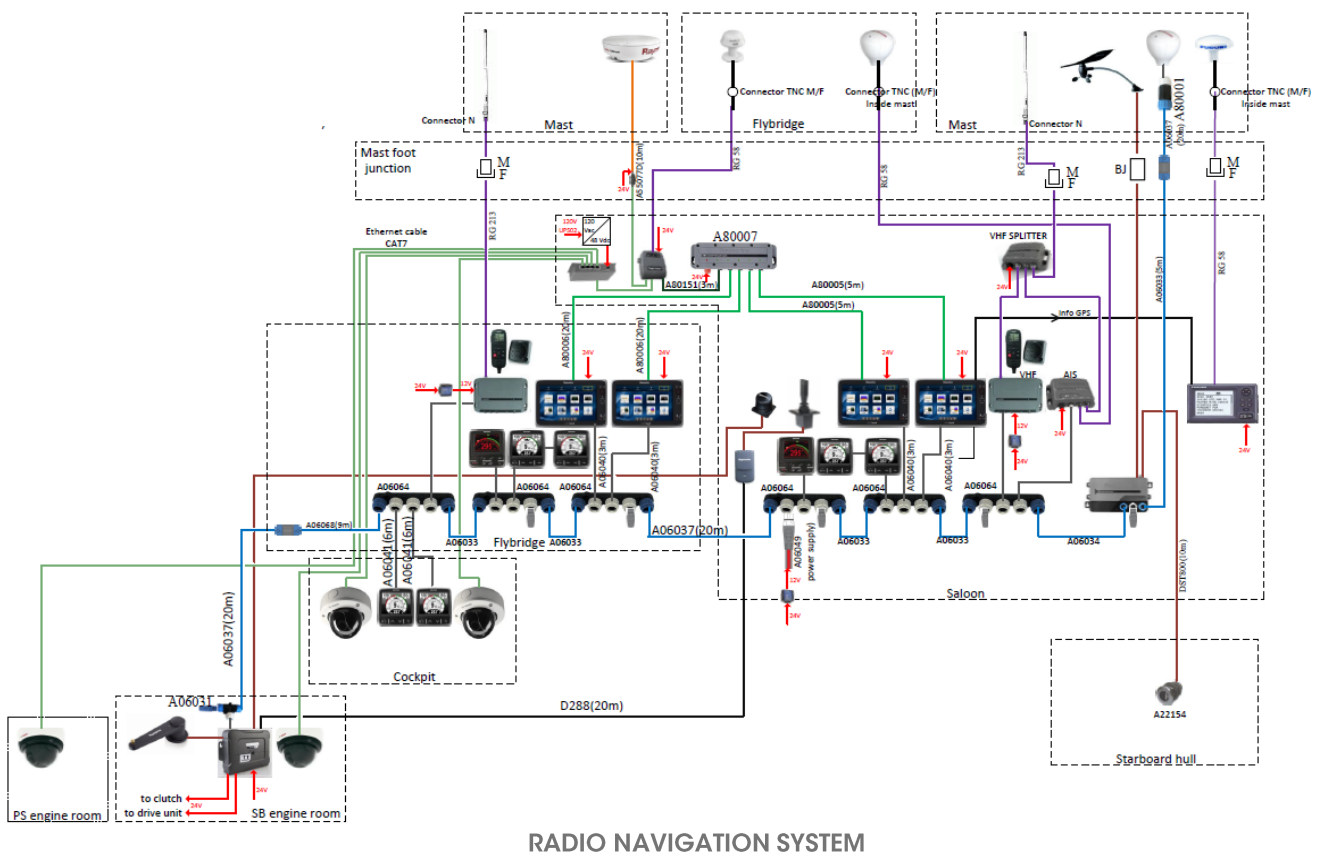 Connector N
Mast
Connector TNC M/F
Connector TNC (M/F)
Inside mast
Flybridge
Mast
Connector N
A80001
A06037
(20m)
Connector TNC (M/F)
Inside mast
Mast foot
junction
M
F
RG 213
A55077D(10m)
24V
RG 58
RG 58
RG 213
M
F
BJ
M
F
Ethernet cable
CAT7
120V
UPS02
120
Vac
48 Vdc
24V
A80007
24V
A80151(3m)
A80005(5m)
A80005(5m)
VHF SPLITTER
24V
A06033(5m)
RG 58
Info GPS
A80006(20m)
A80006(20m)
24V
12V
24V
24V
24V
24V
VHF
AIS
12V
24V
24V
24V
A06040(3m)
A06040(3m)
A06040(3m)
A06040(3m)
A06064
A06064
A06064
A06064
A06064
A06064
A06068(9m)
A06041(6m)
A06041(6m)
A06033
Flybridge
A06033
A06037(20m)
A06049
power supply)
12V
24V
A06033
A06033
A06034
DST800(10m)
Saloon
A06037(20m)
Cockpit
A06031
D288(20m)
A22154
Starboard hull
to clutch
24V
to drive unit
24V
SB engine room
PS engine room
RADIO NAVIGATION SYSTEM